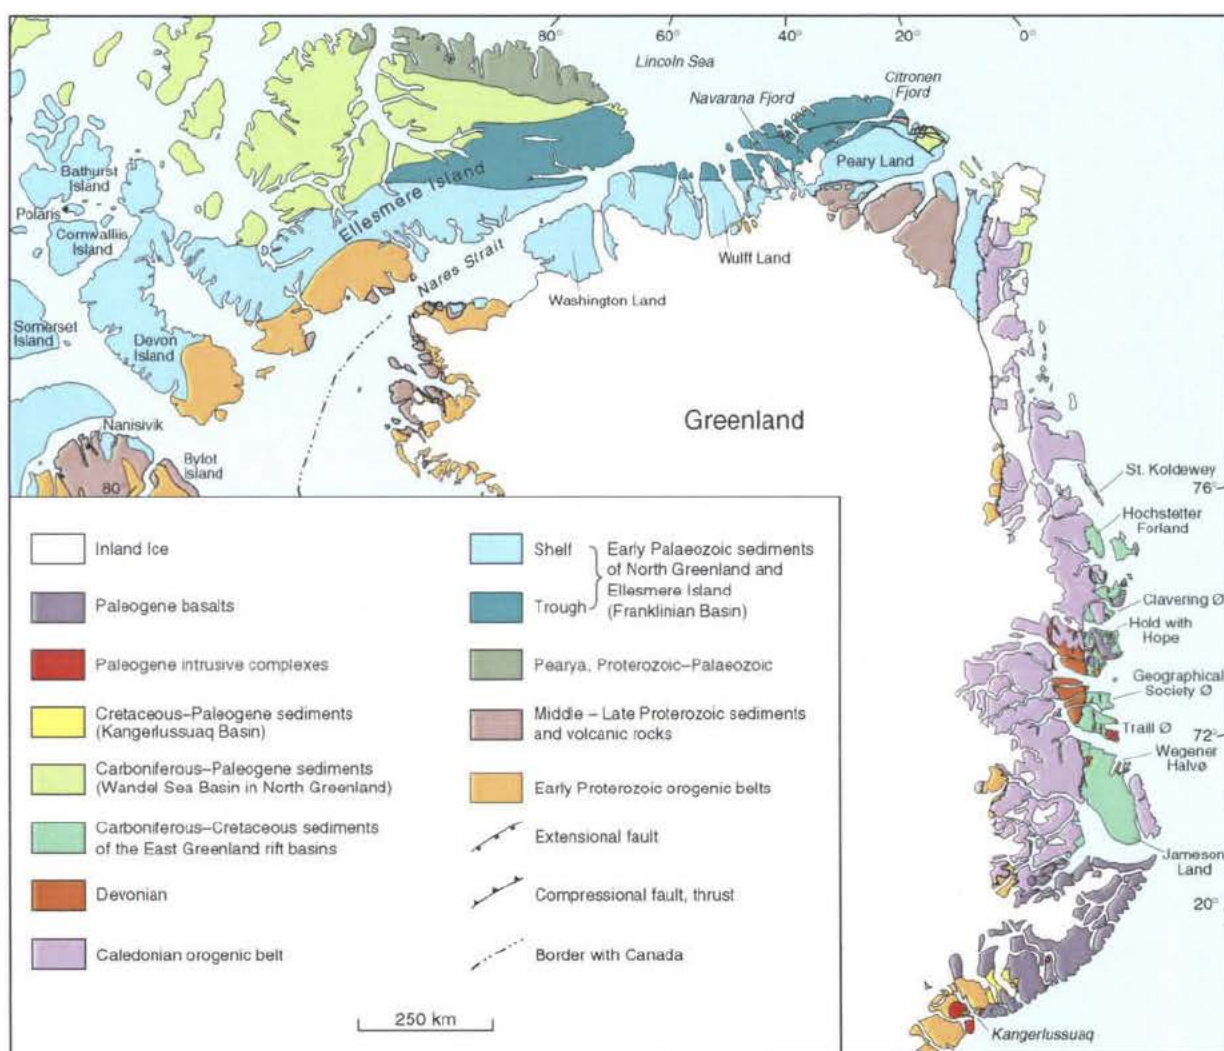 80°
60°
40°
20°
0°
Lincoln Sea
Citronen
Fjord
Navarana Fjord
Peary Land
Bathurst
Island
Polaris
Cornwallis
Island
Ellesmere Island
Nares Strait
Wulff Land
Washington Land
Somerset
Island
Devon
Island
Greenland
Nanisivik
Bylot
Island
80°
St. Koldewey
76°
Hochstetter
Forland
Clavering Ø
Hold with
Hope
Geographical
Society Ø
Traill Ø
72°
Wegener
Halvø
Jameson
Land
20°
Kangerlussuaq
Inland Ice
Paleogene basalts
Paleogene intrusive complexes
Cretaceous–Paleogene sediments
(Kangerlussuaq Basin)
Carboniferous–Paleogene sediments
(Wandel Sea Basin in North Greenland)
Carboniferous–Cretaceous sediments
of the East Greenland rift basins
Devonian
Caledonian orogenic belt
Shelf
Trough
Early Palaeozoic sediments
of North Greenland and
Ellesmere Island
(Franklinian Basin)
Pearya, Proterozoic–Palaeozoic
Middle – Late Proterozoic sediments
and volcanic rocks
Early Proterozoic orogenic belts
Extensional fault
Compressional fault, thrust
Border with Canada
250 km